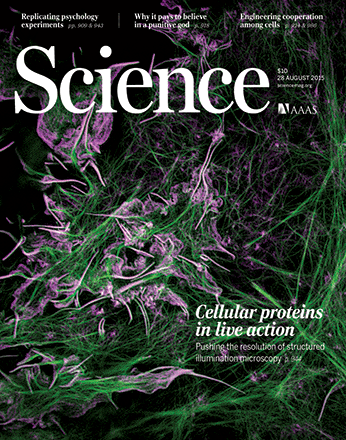 Replicating psychology
experiments pp. 909 & 943
Why it pays to believe
in a punitive god p. 918
Engineering cooperation
among cells p. 924 & 986
Science
$10
28 AUGUST 2015
sciencemag.org
AAAS
Cellular proteins
in live action
Pushing the resolution of structured
illumination microscopy p. 944